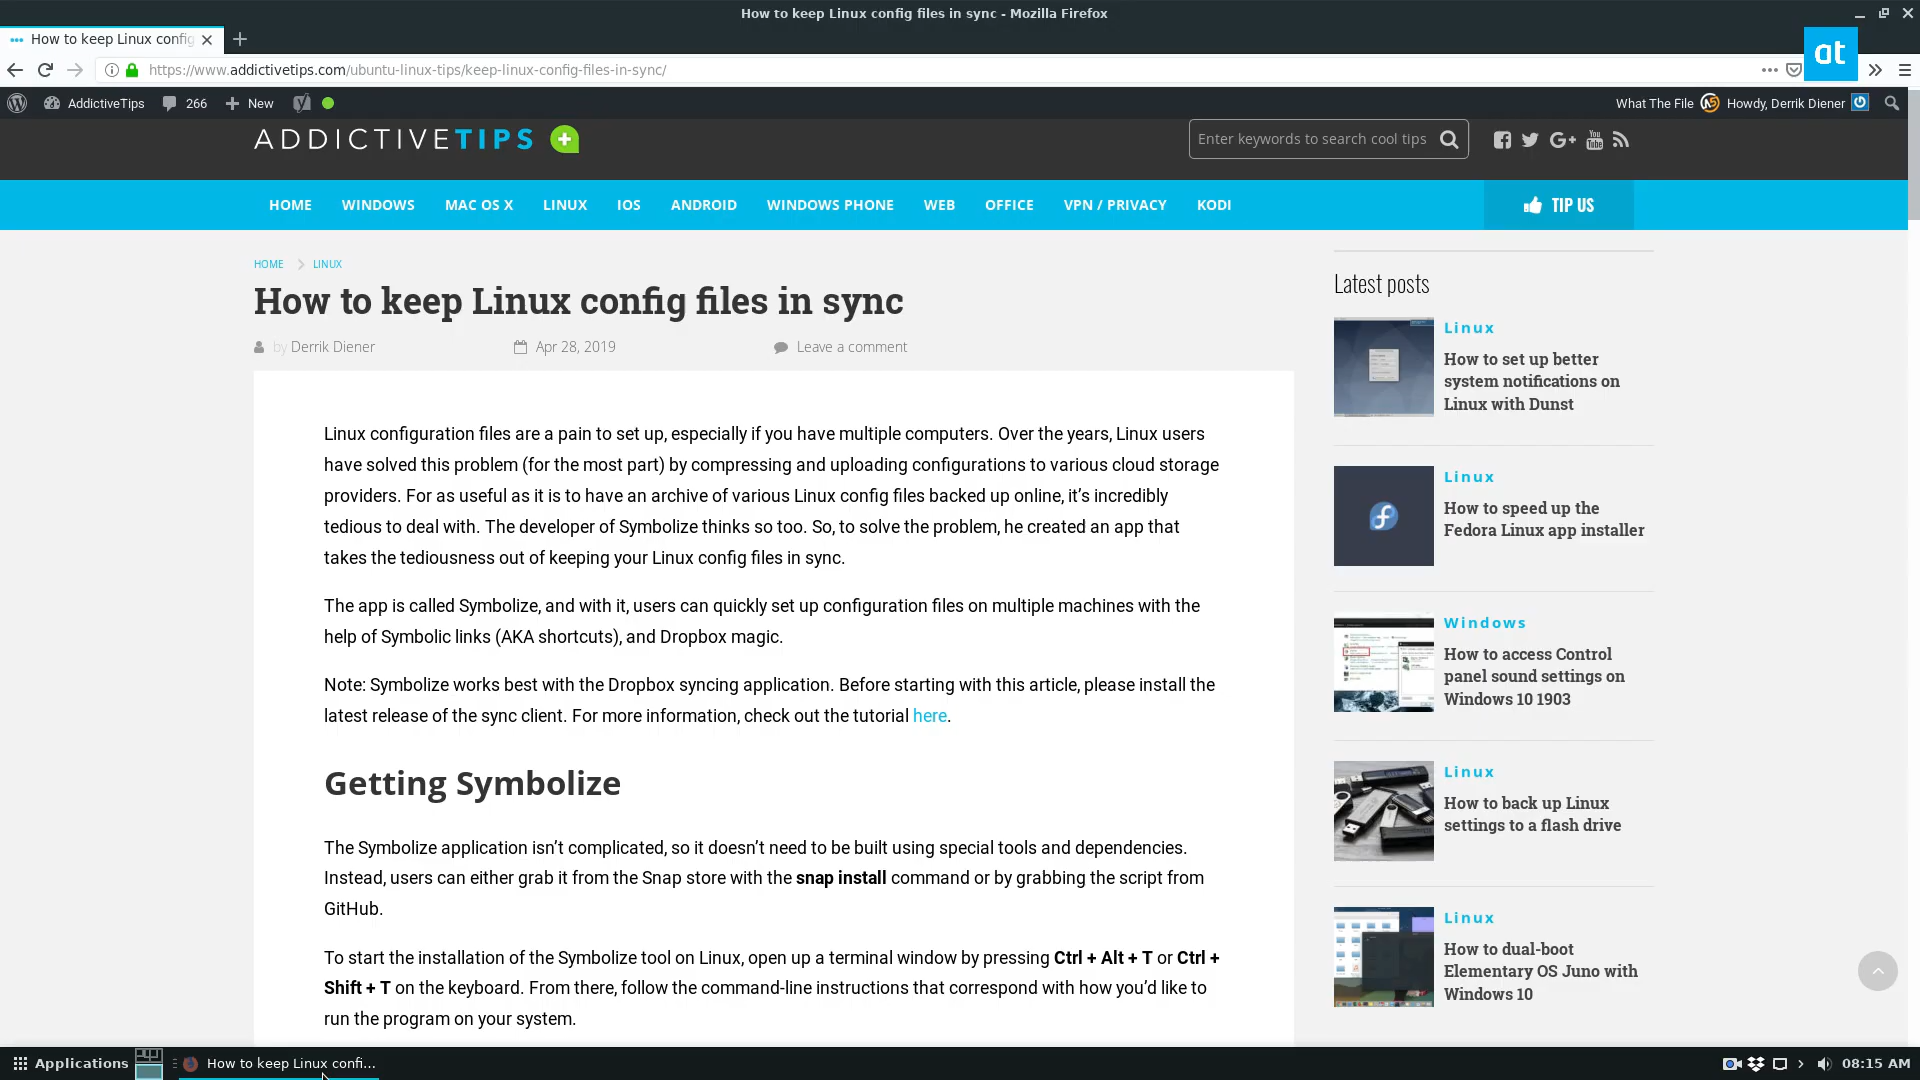 How to keep Linux config files in sync - Mozilla Firefox
How to keep Linux config
at
https://www.addictivetips.com/ubuntu-linux-tips/keep-linux-config-files-in-sync/
AddictiveTips 266 New What The File Howdy, Derrik Diener
ADDICTIVETIPS
Enter keywords to search cool tips
HOME WINDOWS MAC OS X LINUX IOS ANDROID WINDOWS PHONE WEB OFFICE VPN / PRIVACY KODI TIP US
HOME LINUX
How to keep Linux config files in sync
by Derrik Diener Apr 28, 2019 Leave a comment
Linux configuration files are a pain to set up, especially if you have multiple computers. Over the years, Linux users
have solved this problem (for the most part) by compressing and uploading configurations to various cloud storage
providers. For as useful as it is to have an archive of various Linux config files backed up online, it’s incredibly
tedious to deal with. The developer of Symbolize thinks so too. So, to solve the problem, he created an app that
takes the tediousness out of keeping your Linux config files in sync.
The app is called Symbolize, and with it, users can quickly set up configuration files on multiple machines with the
help of Symbolic links (AKA shortcuts), and Dropbox magic.
Note: Symbolize works best with the Dropbox syncing application. Before starting with this article, please install the
latest release of the sync client. For more information, check out the tutorial here.
Getting Symbolize
The Symbolize application isn’t complicated, so it doesn’t need to be built using special tools and dependencies.
Instead, users can either grab it from the Snap store with the snap install command or by grabbing the script from
GitHub.
To start the installation of the Symbolize tool on Linux, open up a terminal window by pressing Ctrl + Alt + T or Ctrl +
Shift + T on the keyboard. From there, follow the command-line instructions that correspond with how you’d like to
run the program on your system.
Latest posts
Linux
How to set up better
system notifications on
Linux with Dunst
Linux
How to speed up the
Fedora Linux app installer
Windows
How to access Control
panel sound settings on
Windows 10 1903
Linux
How to back up Linux
settings to a flash drive
Linux
How to dual-boot
Elementary OS Juno with
Windows 10
Applications How to keep Linux confi... 08:15 AM